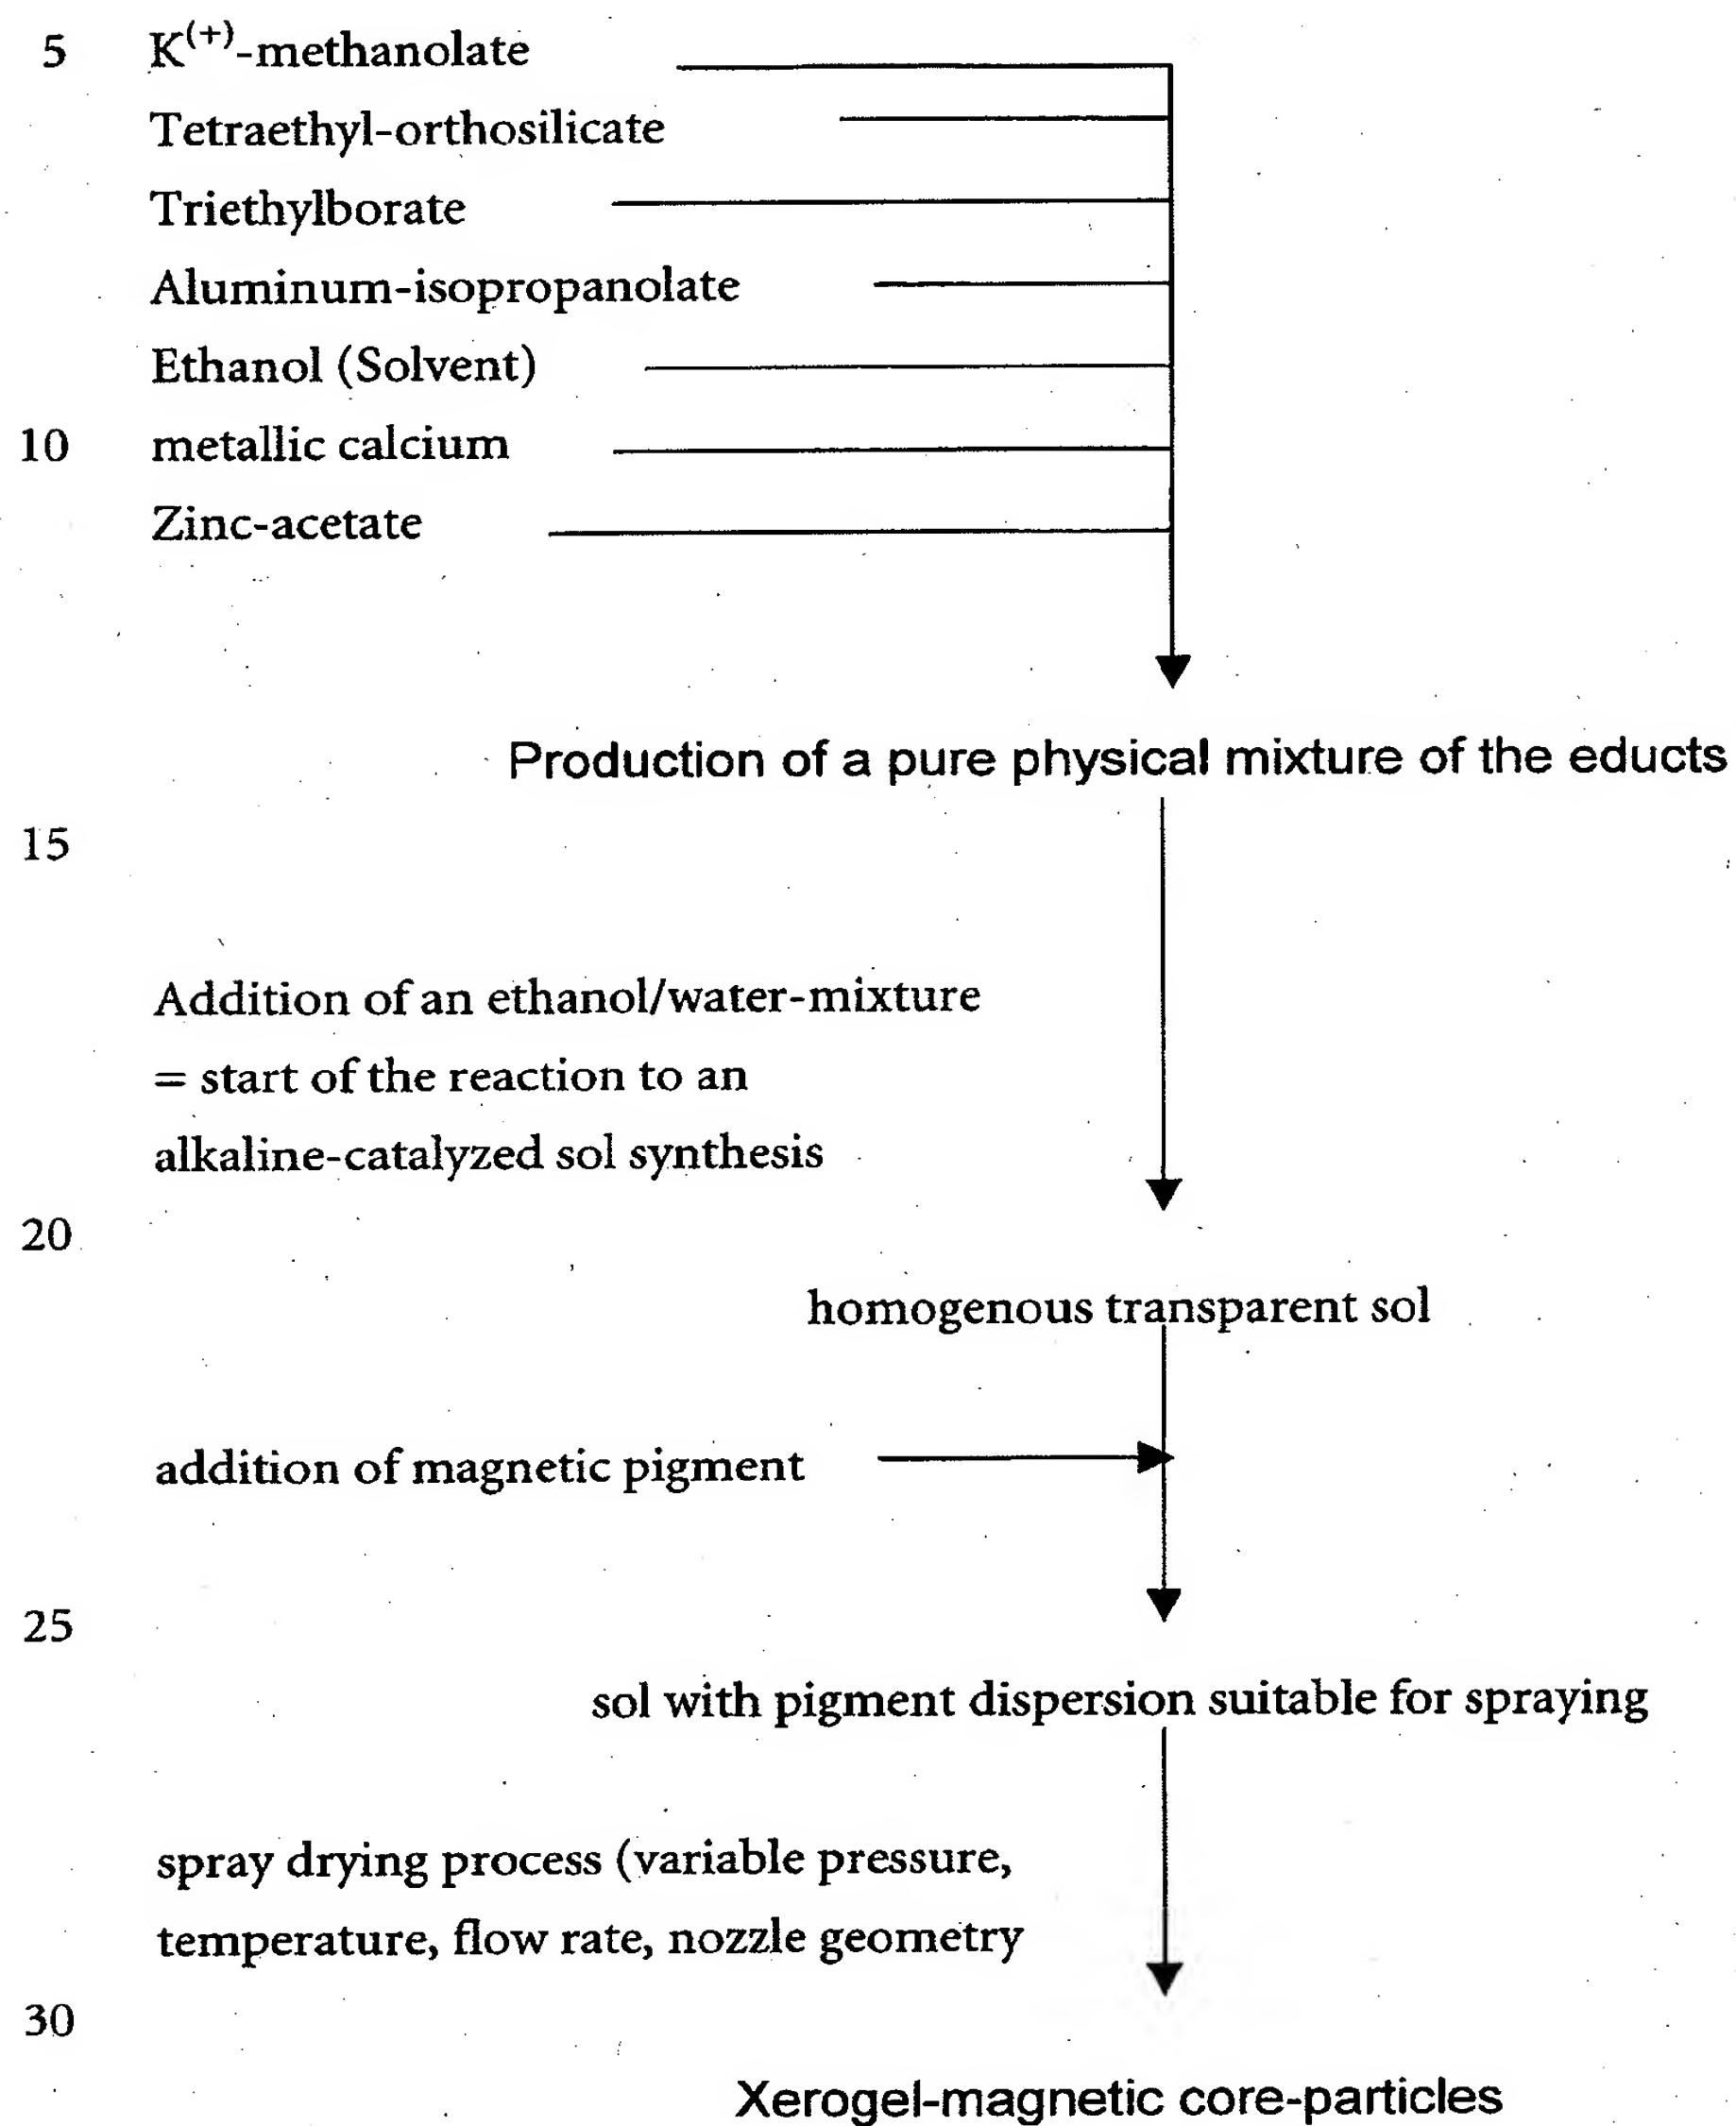 5 K(+)-methanolate
Tetraethyl-orthosilicate
Triethylborate
Aluminum-isopropanolate
Ethanol (Solvent)
10 metallic calcium
Zinc-acetate
Production of a pure physical mixture of the educts
15
Addition of an ethanol/water-mixture
= start of the reaction to an
alkaline-catalyzed sol synthesis
20
homogenous transparent sol
addition of magnetic pigment
25
sol with pigment dispersion suitable for spraying
spray drying process (variable pressure,
temperature, flow rate, nozzle geometry
30
Xerogel-magnetic core-particles